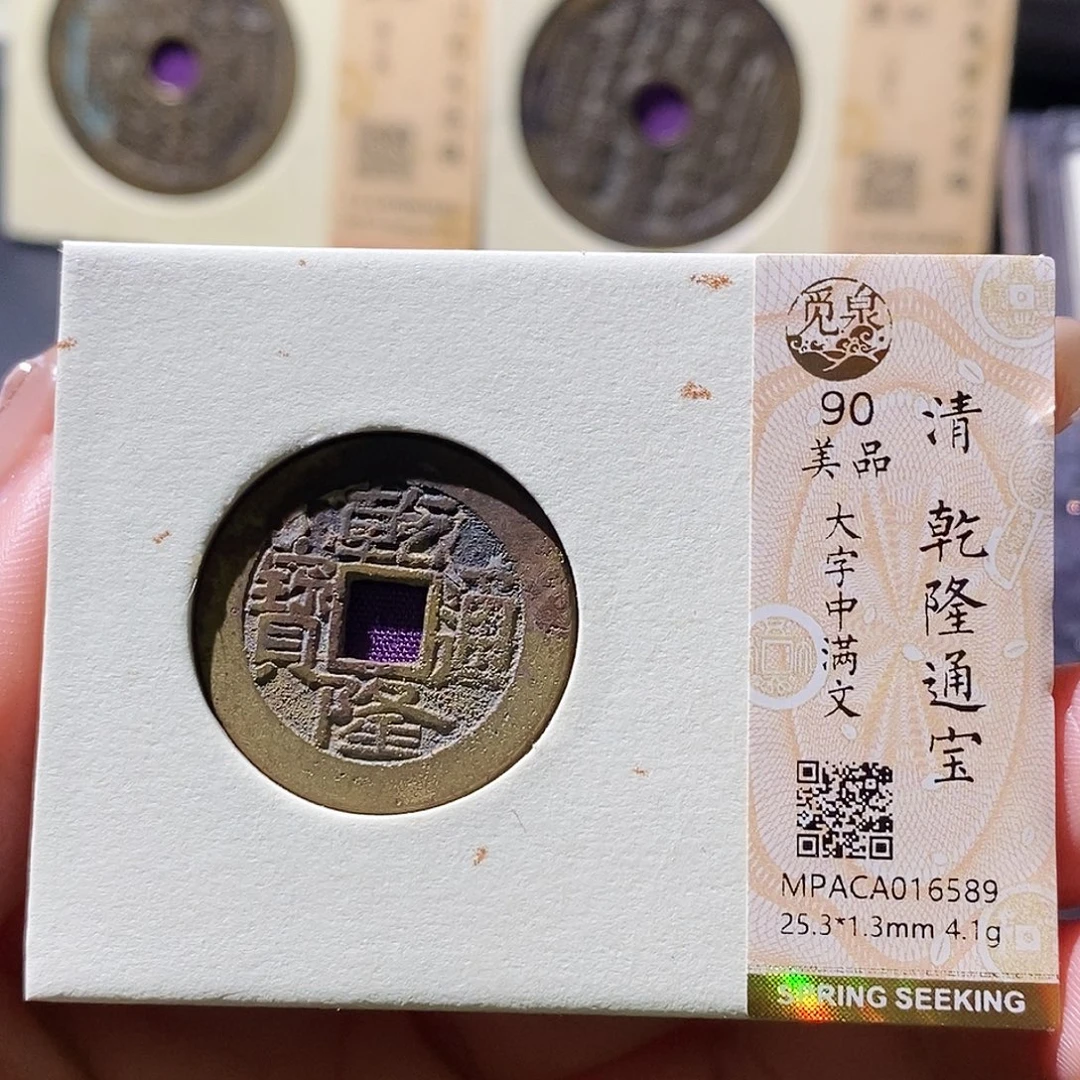 觅泉
90
美品
清 乾隆通宝
大字中满文
MPACA016589
25.3*1.3mm 4.1g
SPRING SEEKING
乾隆通寶